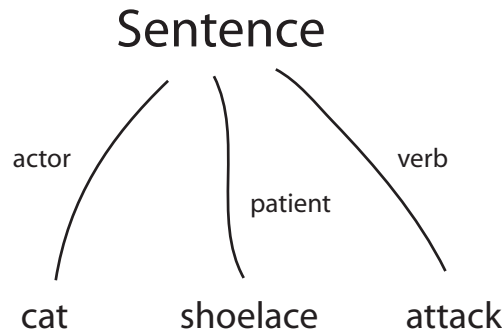 Sentence
actor
verb
patient
cat shoelace attack